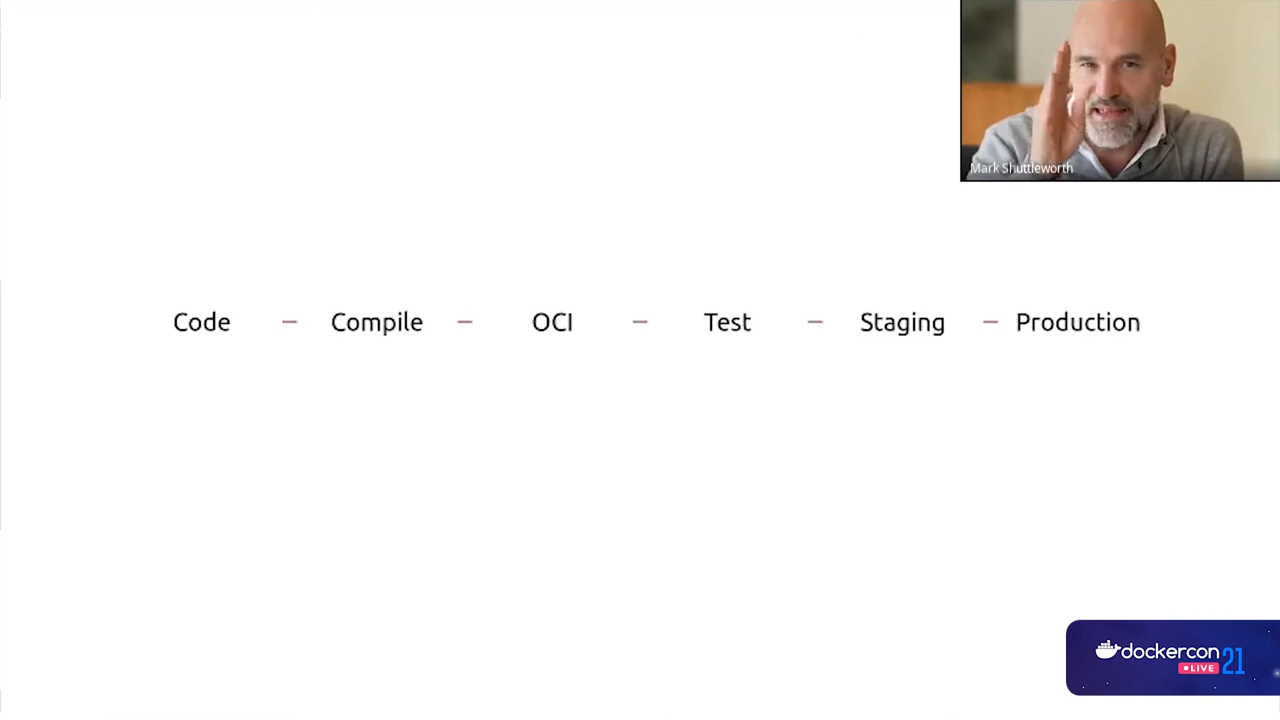 Mark Shuttleworth
Code – Compile – OCI – Test – Staging – Production
dockercon
LIVE 21